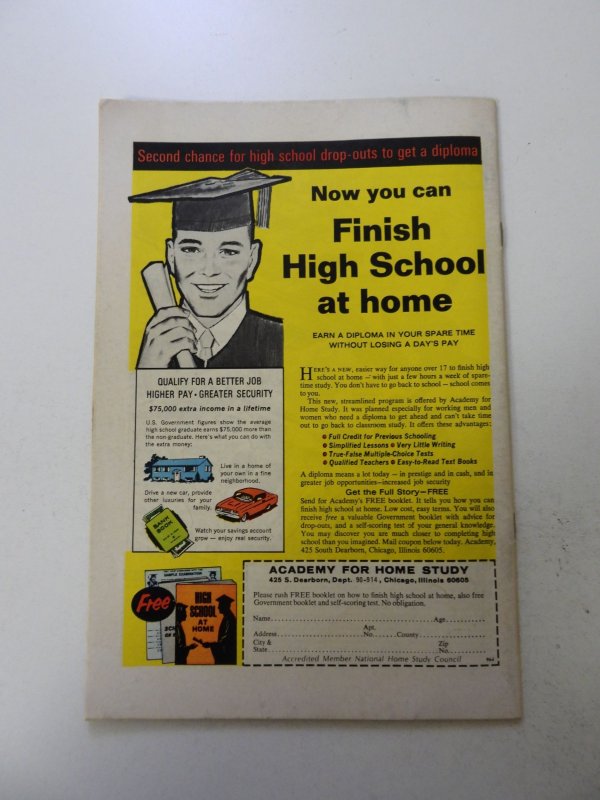 Second chance for high school drop-outs to get a diploma
Now you can
Finish
High School
at home
EARN A DIPLOMA IN YOUR SPARE TIME
WITHOUT LOSING A DAY'S PAY
QUALIFY FOR A BETTER JOB
HIGHER PAY • GREATER SECURITY
$75,000 extra income in a lifetime
U.S. Government figures show the average
high school graduate earns $75,000 more than
the non-graduate. Here's what you can do with
the extra money:
Live in a home of
your own in a fine
neighborhood.
Drive a new car, provide
other luxuries for your
family.
BANK
BOOK
Watch your savings account
grow — enjoy real security.
HERE'S A NEW, easier way for anyone over 17 to finish high
school at home — with just a few hours a week of spare-
time study. You don't have to go back to school — school comes
to you.
This new, streamlined program is offered by Academy for
Home Study. It was planned especially for working men and
women who need a diploma to get ahead and can't take time
out to go back to classroom study. It offers these advantages:
• Full Credit for Previous Schooling
• Simplified Lessons • Very Little Writing
• True-False Multiple-Choice Tests
• Qualified Teachers • Easy-to-Read Text Books
A diploma means a lot today — in prestige and in cash, and in
greater job opportunities—increased job security
Get the Full Story—FREE
Send for Academy's FREE booklet. It tells you how you can
finish high school at home. Low cost, easy terms. You will also
receive free a valuable Government booklet with advice for
drop-outs, and a self-scoring test of your general knowledge.
You may discover you are much closer to completing high
school than you imagined. Mail coupon below today. Academy,
425 South Dearborn, Chicago, Illinois 60605.
SAMPLE EXAMINATION
Free
HIGH
SCHOOL
AT
HOME
ACADEMY FOR HOME STUDY
425 S. Dearborn, Dept. 90-914, Chicago, Illinois 60605
Please rush FREE booklet on how to finish high school at home, also free
Government booklet and self-scoring test. No obligation.
Name Age
Apt.
Address No. County
City & Zip
State No.
Accredited Member National Home Study Council